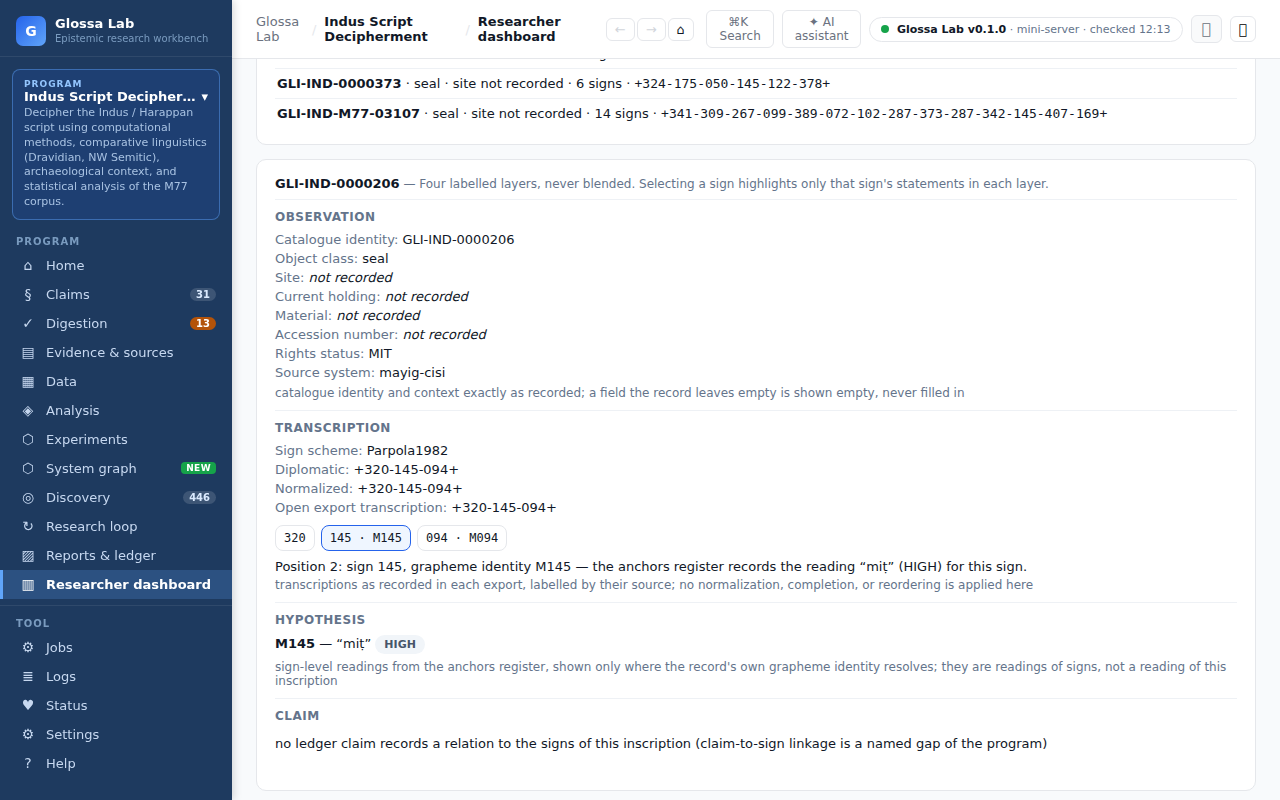 G
Glossa Lab
Epistemic research workbench
PROGRAM
Indus Script Decipher... ▾
Decipher the Indus / Harappan
script using computational
methods, comparative linguistics
(Dravidian, NW Semitic),
archaeological context, and
statistical analysis of the M77
corpus.
PROGRAM
Home
Claims 31
Digestion 13
Evidence & sources
Data
Analysis
Experiments
System graph NEW
Discovery 446
Research loop
Reports & ledger
Researcher dashboard
TOOL
Jobs
Logs
Status
Settings
Help
Glossa Lab / Indus Script Decipherment / Researcher dashboard
⌘K Search
✦ AI assistant
Glossa Lab v0.1.0 · mini-server · checked 12:13
GLI-IND-0000373 · seal · site not recorded · 6 signs · +324-175-050-145-122-378+
GLI-IND-M77-03107 · seal · site not recorded · 14 signs · +341-309-267-099-389-072-102-287-373-287-342-145-407-169+
GLI-IND-0000206 — Four labelled layers, never blended. Selecting a sign highlights only that sign's statements in each layer.
OBSERVATION
Catalogue identity: GLI-IND-0000206
Object class: seal
Site: not recorded
Current holding: not recorded
Material: not recorded
Accession number: not recorded
Rights status: MIT
Source system: mayig-cisi
catalogue identity and context exactly as recorded; a field the record leaves empty is shown empty, never filled in
TRANSCRIPTION
Sign scheme: Parpola1982
Diplomatic: +320-145-094+
Normalized: +320-145-094+
Open export transcription: +320-145-094+
320 145 · M145 094 · M094
Position 2: sign 145, grapheme identity M145 — the anchors register records the reading “miṭ” (HIGH) for this sign.
transcriptions as recorded in each export, labelled by their source; no normalization, completion, or reordering is applied here
HYPOTHESIS
M145 — “miṭ” HIGH
sign-level readings from the anchors register, shown only where the record's own grapheme identity resolves; they are readings of signs, not a reading of this
inscription
CLAIM
no ledger claim records a relation to the signs of this inscription (claim-to-sign linkage is a named gap of the program)